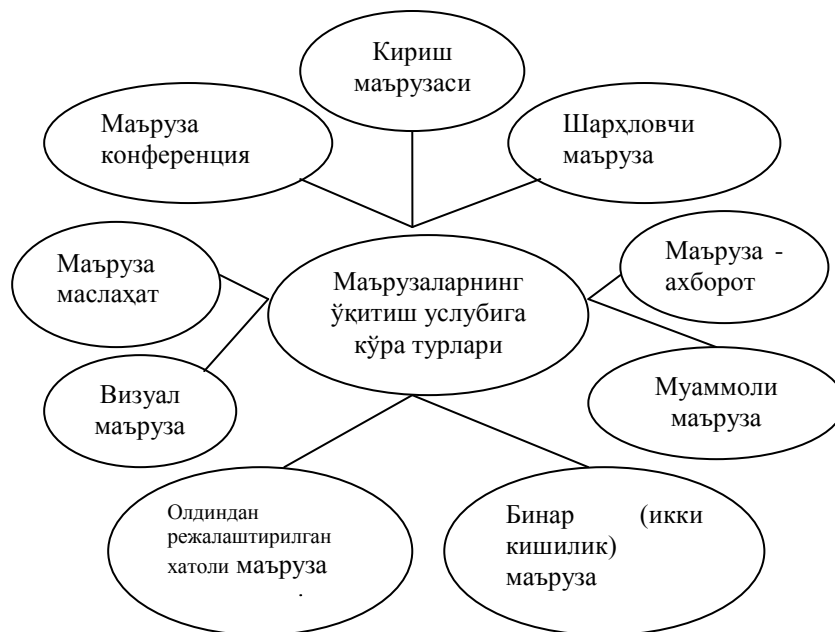 Кириш
маърузаси
Маъруза
конференция
Шарҳловчи
маъруза
Маъруза
маслаҳат
Маърузаларнинг
ўқитиш услубига
кўра турлари
Маъруза -
ахборот
Визуал
маъруза
Муаммоли
маъруза
Олдиндан
режалаштирилган
хатоли маъруза
.
Бинар (икки
кишилик)
маъруза